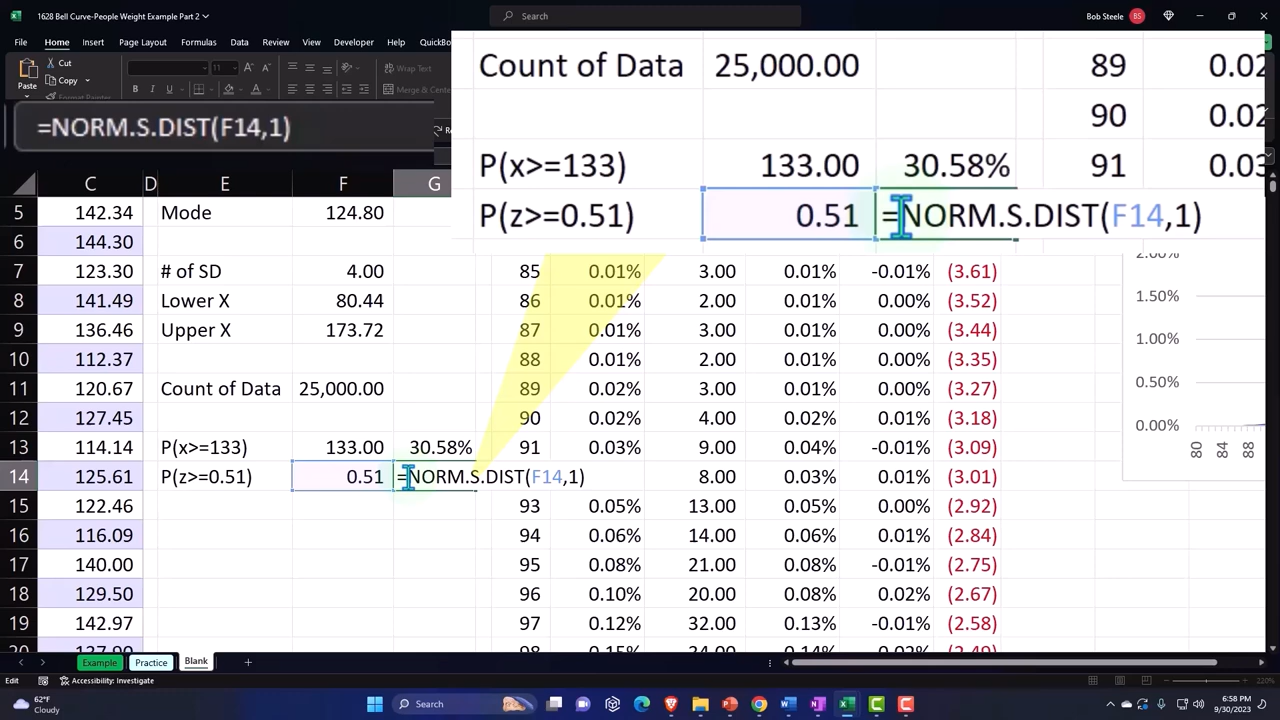 1628 Bell Curve-People Weight Example Part 2
Search
Bob Steele
BS
File Home Insert Page Layout Formulas Data Review View Developer QuickBo
Cut
Copy
Paste
11
Wrap Text
=NORM.S.DIST(F14,1)
Count of Data 25,000.00 89 0.02
90 0.02
P(x>=133) 133.00 30.58% 91 0.03
P(z>=0.51) 0.51 =NORM.S.DIST(F14,1)
C D E F G
5 142.34 Mode 124.80
6 144.30
7 123.30 # of SD 4.00 85 0.01% 3.00 0.01% -0.01% (3.61)
8 141.49 Lower X 80.44 86 0.01% 2.00 0.01% 0.00% (3.52)
9 136.46 Upper X 173.72 87 0.01% 3.00 0.01% 0.00% (3.44)
10 112.37 88 0.01% 2.00 0.01% 0.00% (3.35)
11 120.67 Count of Data 25,000.00 89 0.02% 3.00 0.01% 0.00% (3.27)
12 127.45 90 0.02% 4.00 0.02% 0.01% (3.18)
13 114.14 P(x>=133) 133.00 30.58% 91 0.03% 9.00 0.04% -0.01% (3.09)
14 125.61 P(z>=0.51) 0.51 =NORM.S.DIST(F14,1) 8.00 0.03% 0.01% (3.01)
15 122.46 93 0.05% 13.00 0.05% 0.00% (2.92)
16 116.09 94 0.06% 14.00 0.06% 0.01% (2.84)
17 140.00 95 0.08% 21.00 0.08% -0.01% (2.75)
18 129.50 96 0.10% 20.00 0.08% 0.02% (2.67)
19 142.97 97 0.12% 32.00 0.13% -0.01% (2.58)
1.50%
1.00%
0.50%
0.00%
80 84 88
Example Practice Blank
Edit
Accessibility: Investigate
220%
62°F
Cloudy
Search
6:58 PM
9/30/2023